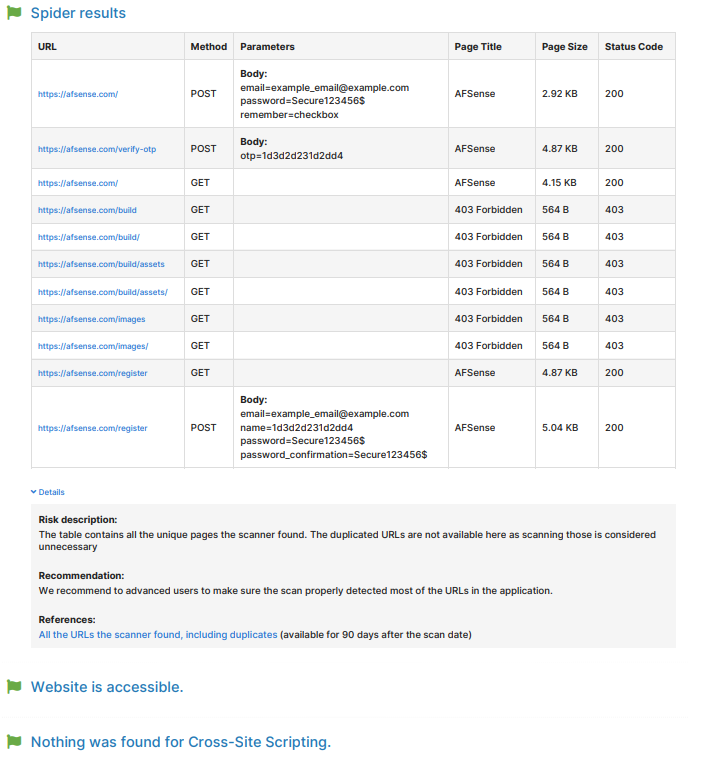 Spider results
URL Method Parameters Page Title Page Size Status Code
https://afsense.com/ POST Body: email=example_email@example.com password=Secure123456$ remember=checkbox AFSense 2.92 KB 200
https://afsense.com/verify-otp POST Body: otp=1d3d2d231d2dd4 AFSense 4.87 KB 200
https://afsense.com/ GET AFSense 4.15 KB 200
https://afsense.com/build GET 403 Forbidden 564 B 403
https://afsense.com/build/ GET 403 Forbidden 564 B 403
https://afsense.com/build/assets GET 403 Forbidden 564 B 403
https://afsense.com/build/assets/ GET 403 Forbidden 564 B 403
https://afsense.com/images GET 403 Forbidden 564 B 403
https://afsense.com/images/ GET 403 Forbidden 564 B 403
https://afsense.com/register GET AFSense 4.87 KB 200
https://afsense.com/register POST Body: email=example_email@example.com name=1d3d2d231d2dd4 password=Secure123456$ password_confirmation=Secure123456$ AFSense 5.04 KB 200
Details
Risk description:
The table contains all the unique pages the scanner found. The duplicated URLs are not available here as scanning those is considered
unnecessary
Recommendation:
We recommend to advanced users to make sure the scan properly detected most of the URLs in the application.
References:
All the URLs the scanner found, including duplicates (available for 90 days after the scan date)
Website is accessible.
Nothing was found for Cross-Site Scripting.